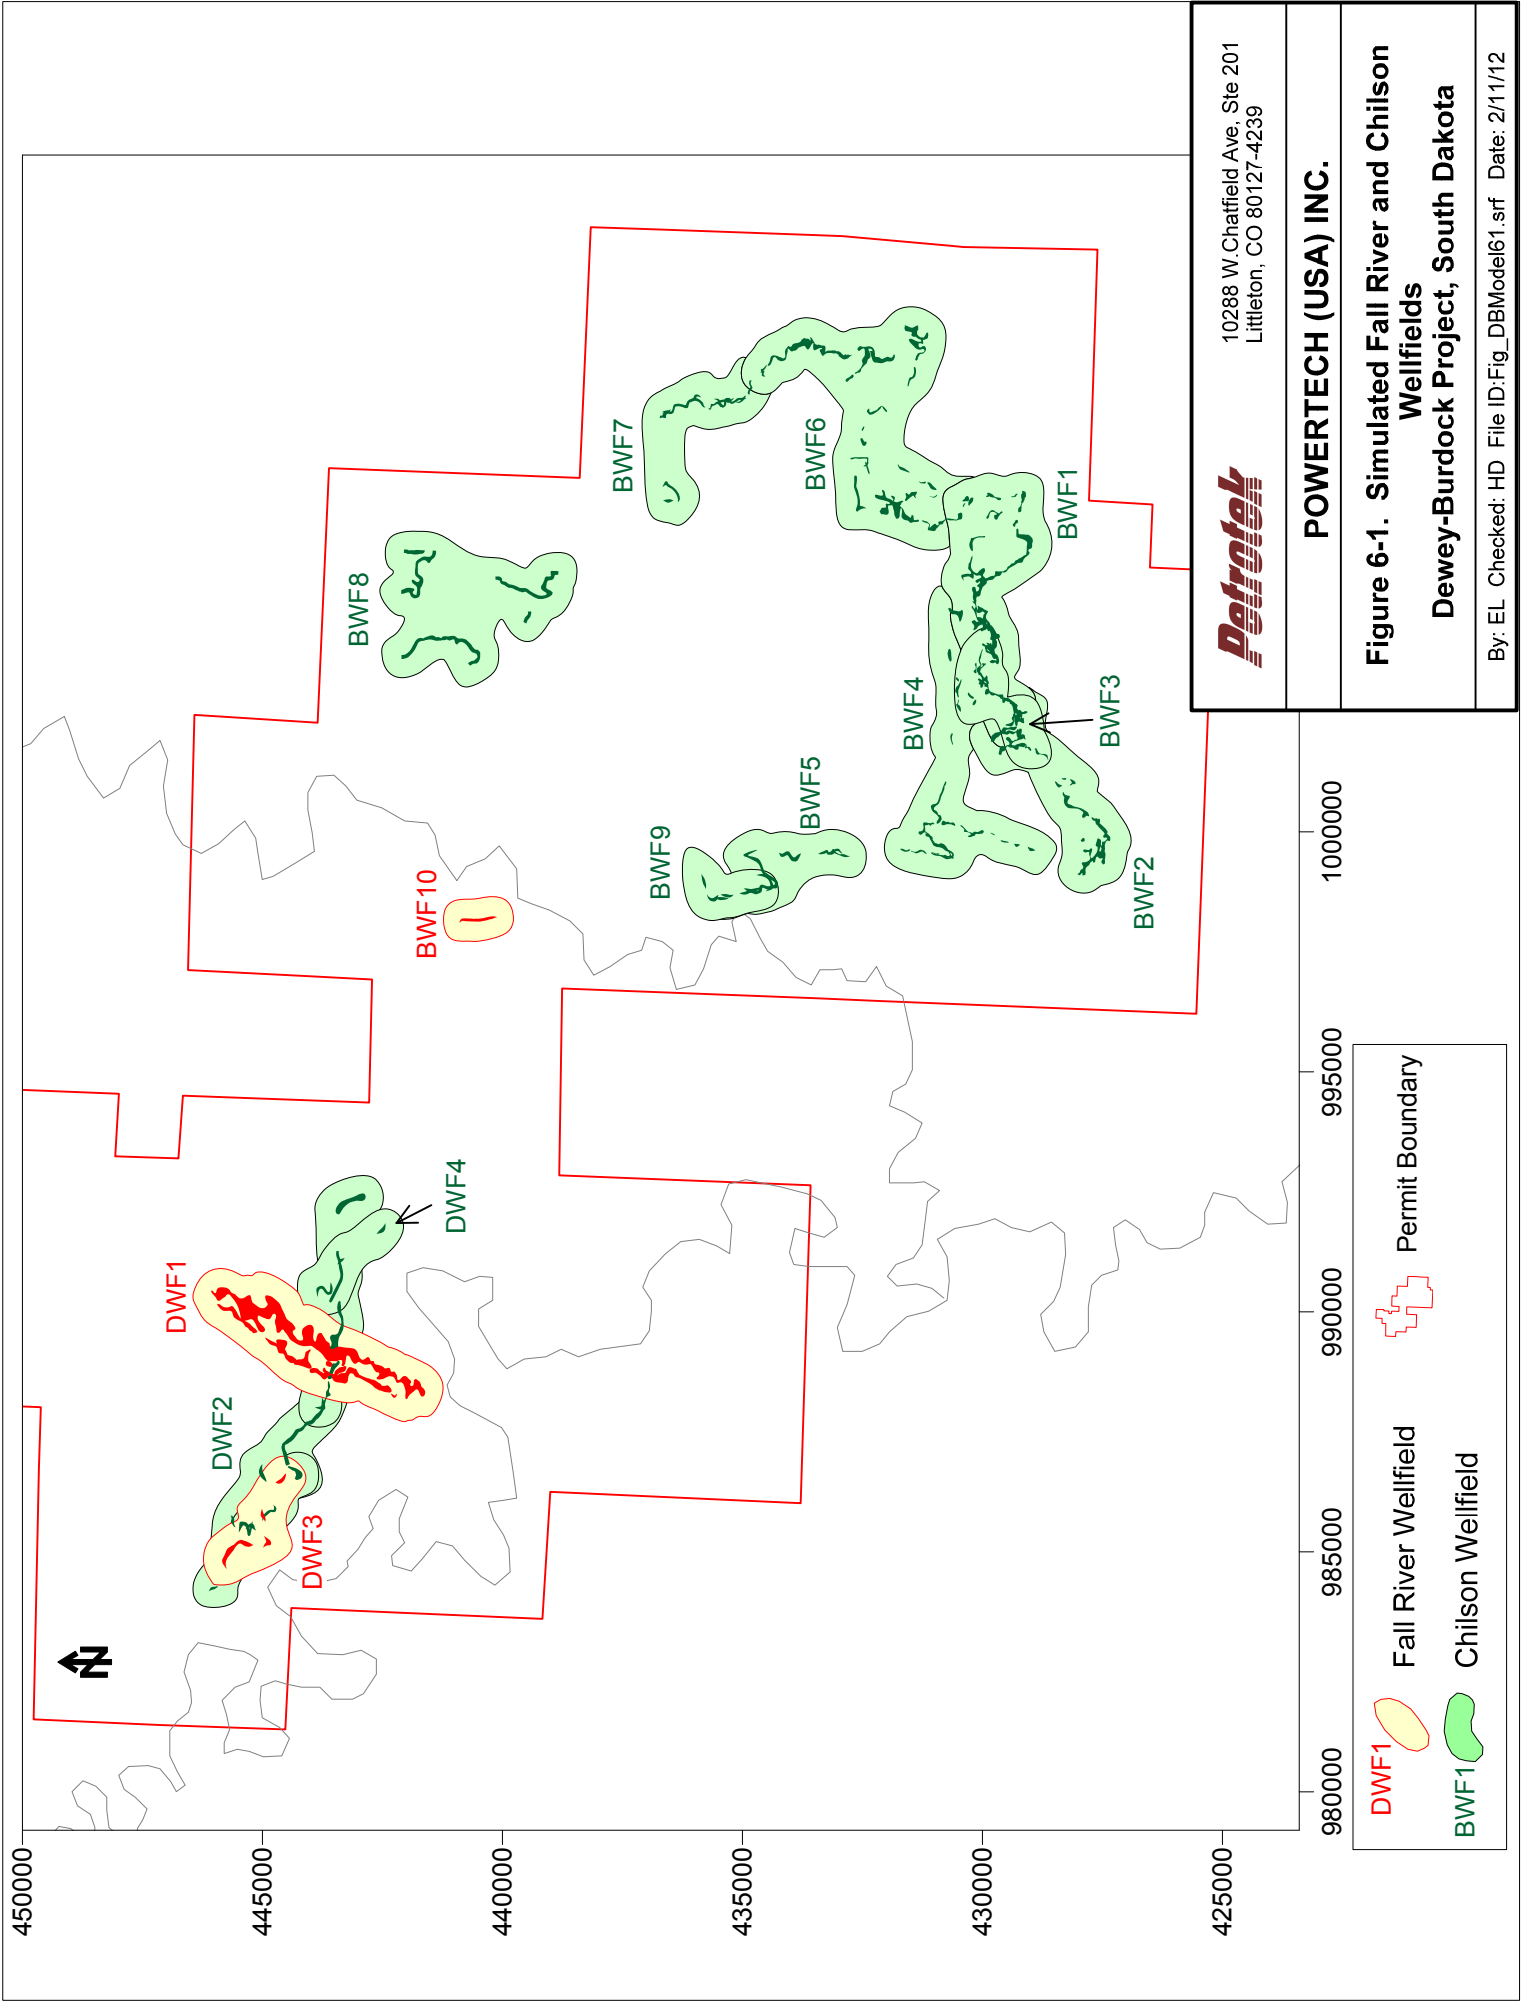 450000
445000
440000
435000
430000
425000
980000
985000
990000
995000
1000000
N
DWF1
DWF2
DWF3
DWF4
BWF10
BWF8
BWF7
BWF6
BWF9
BWF5
BWF4
BWF1
BWF3
BWF2
DWF1
Fall River Wellfield
Permit Boundary
BWF1
Chilson Wellfield
Petrotek
10288 W.Chatfield Ave, Ste 201
Littleton, CO 80127-4239
POWERTECH (USA) INC.
Figure 6-1. Simulated Fall River and Chilson
Wellfields
Dewey-Burdock Project, South Dakota
By: EL Checked: HD File ID:Fig_DBModel61.srf Date: 2/11/12